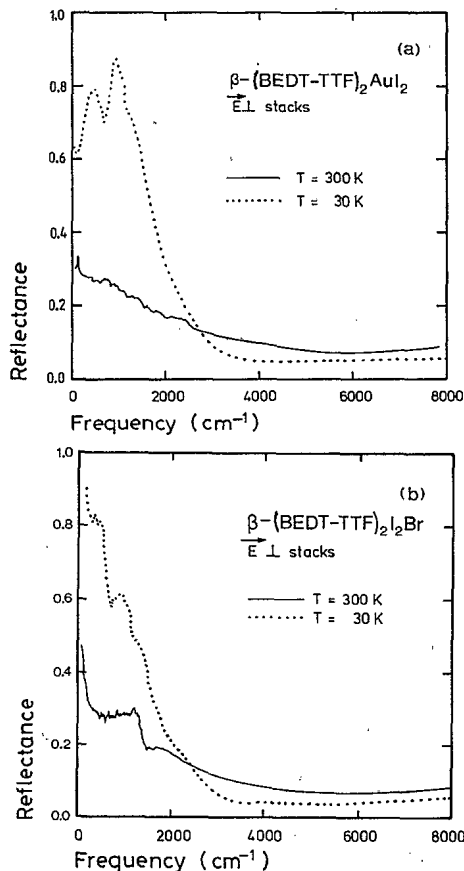 (a)
β-(BEDT-TTF)₂AuI₂
E⊥ stacks
T = 300 K
T = 30 K
1.0
0.8
0.6
0.4
0.2
0.0
Reflectance
0 2000 4000 6000 8000
Frequency (cm⁻¹)
(b)
β-(BEDT-TTF)₂I₂Br
E ⊥ stacks
T = 300 K
T = 30 K
1.0
0.8
0.6
0.4
0.2
0.0
Reflectance
0 2000 4000 6000 8000
Frequency (cm⁻¹)